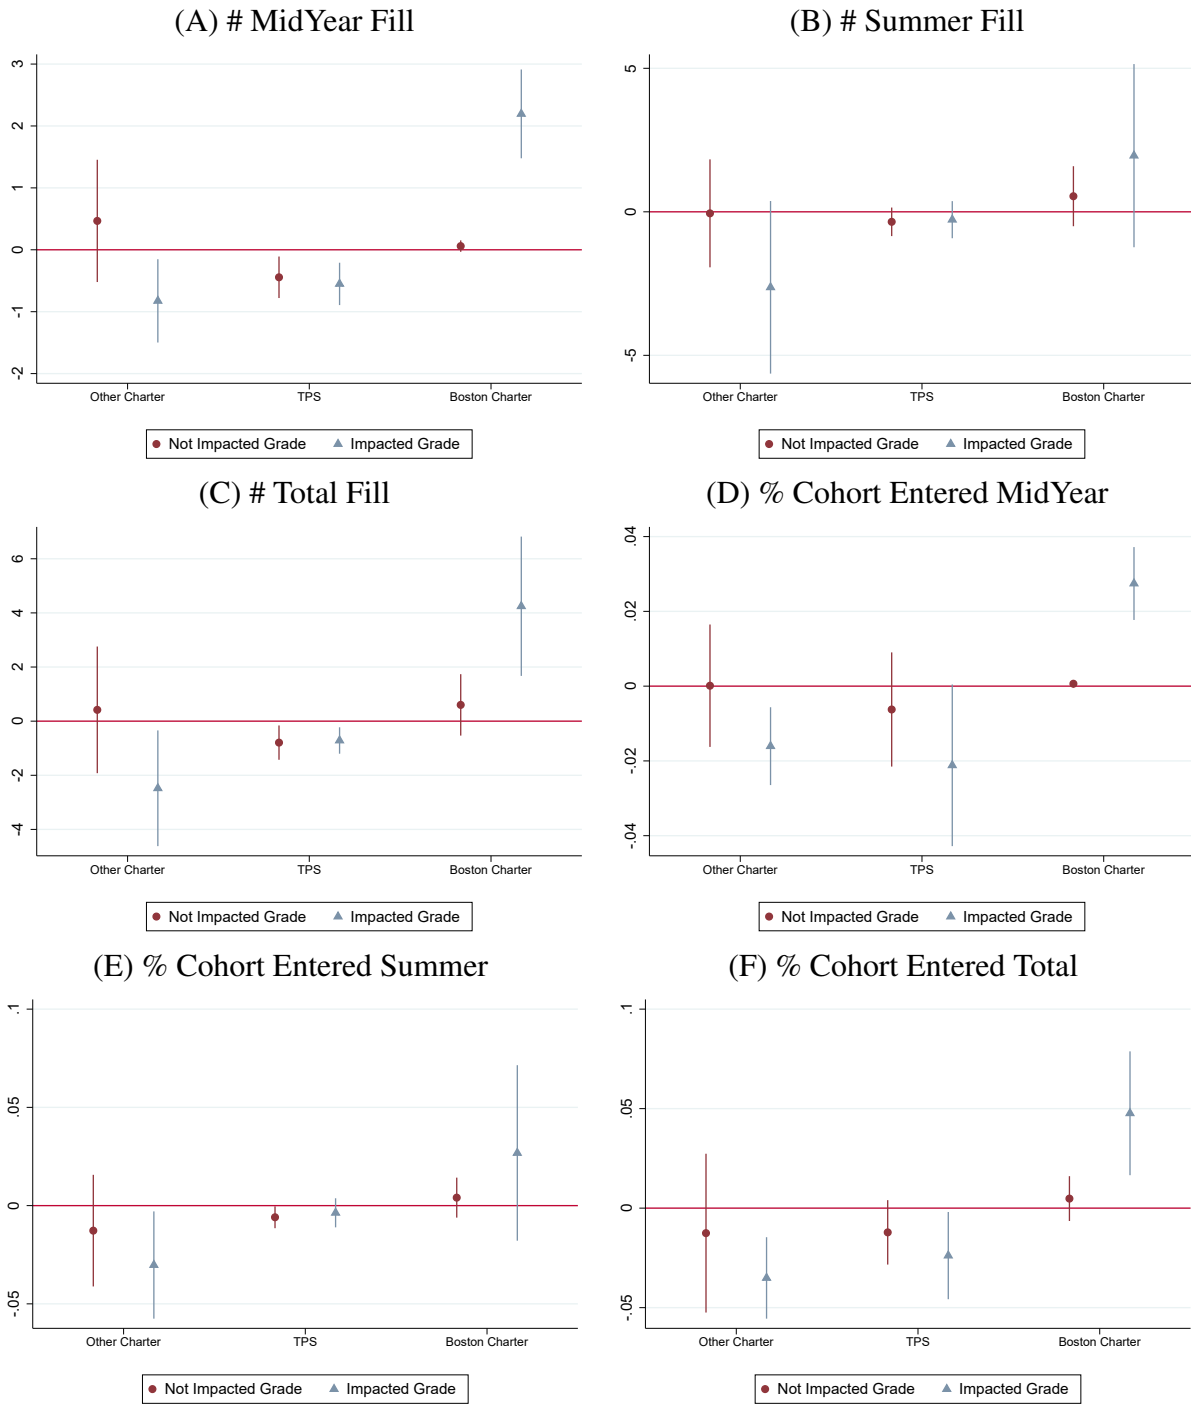 (A) # MidYear Fill
3
2
1
0
-1
-2
Other Charter TPS Boston Charter
Not Impacted Grade Impacted Grade
(B) # Summer Fill
5
0
-5
Other Charter TPS Boston Charter
Not Impacted Grade Impacted Grade
(C) # Total Fill
6
4
2
0
-2
-4
Other Charter TPS Boston Charter
Not Impacted Grade Impacted Grade
(D) % Cohort Entered MidYear
.04
.02
0
-.02
-.04
Other Charter TPS Boston Charter
Not Impacted Grade Impacted Grade
(E) % Cohort Entered Summer
.1
.05
0
-.05
Other Charter TPS Boston Charter
Not Impacted Grade Impacted Grade
(F) % Cohort Entered Total
.1
.05
0
-.05
Other Charter TPS Boston Charter
Not Impacted Grade Impacted Grade